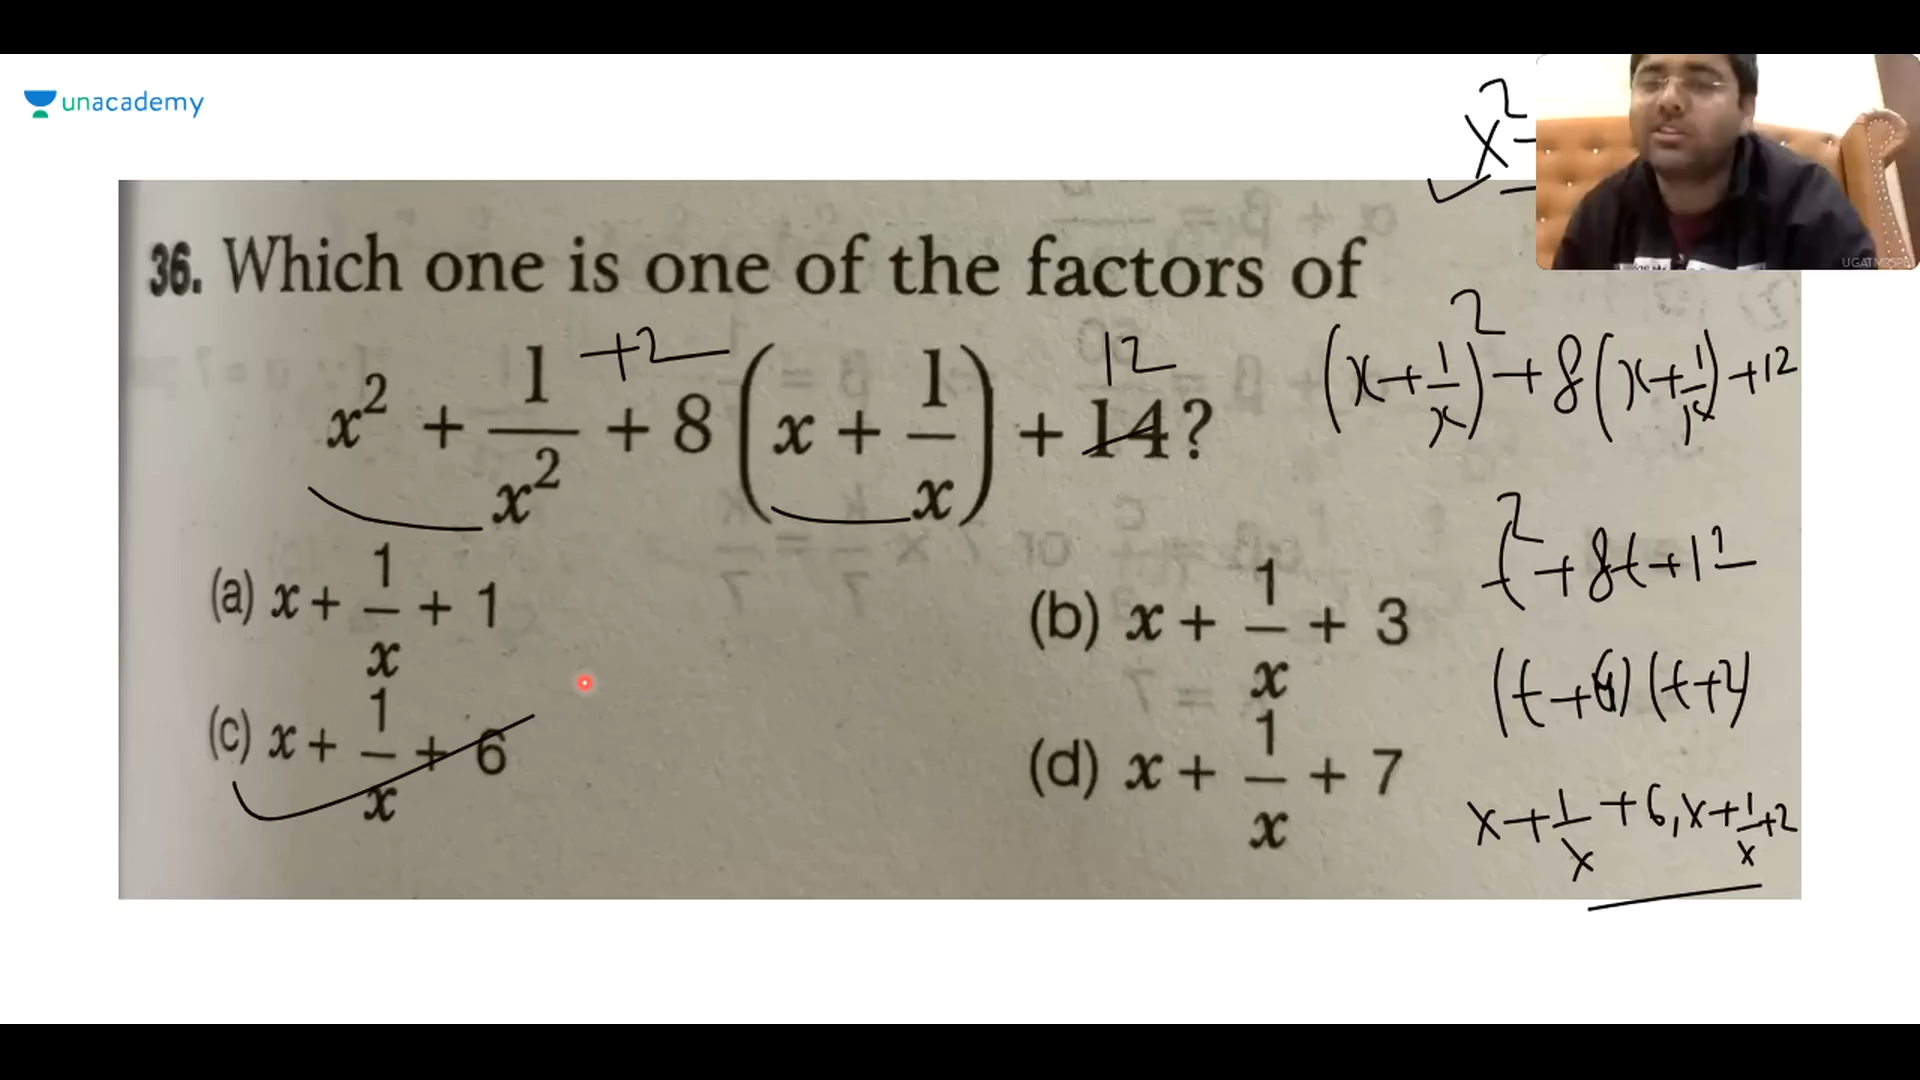 unacademy
x²-
UGATM35PBI
36. Which one is one of the factors of
x² + 1/x² + 8(x + 1/x) + 14?
+2
12
(a) x + 1/x + 1
(b) x + 1/x + 3
(c) x + 1/x + 6
(d) x + 1/x + 7
(x+1/x)²+8(x+1/x)+12
t²+8t+12
(t+6)(t+2)
x+1/x+6, x+1/x+2